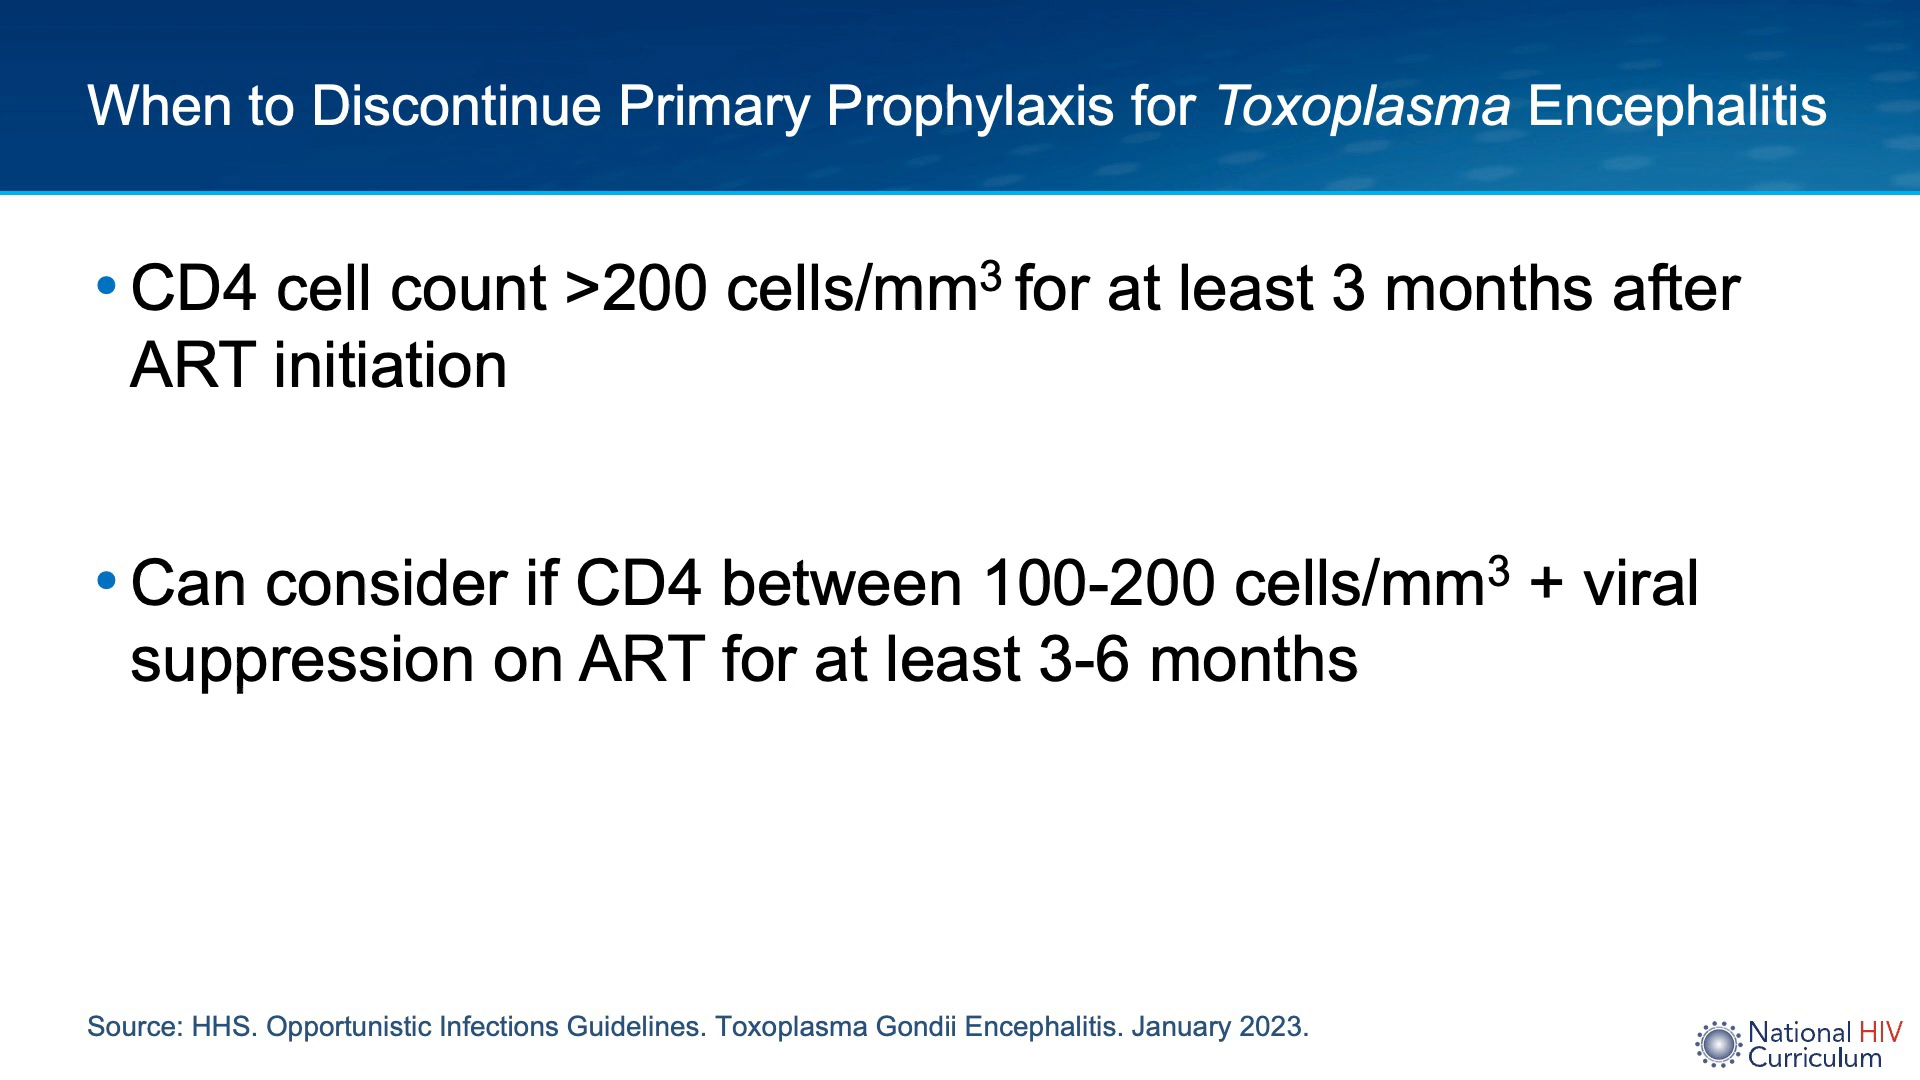 When to Discontinue Primary Prophylaxis for Toxoplasma Encephalitis
• CD4 cell count >200 cells/mm³ for at least 3 months after
ART initiation
• Can consider if CD4 between 100-200 cells/mm³ + viral
suppression on ART for at least 3-6 months
Source: HHS. Opportunistic Infections Guidelines. Toxoplasma Gondii Encephalitis. January 2023.
National HIV
Curriculum